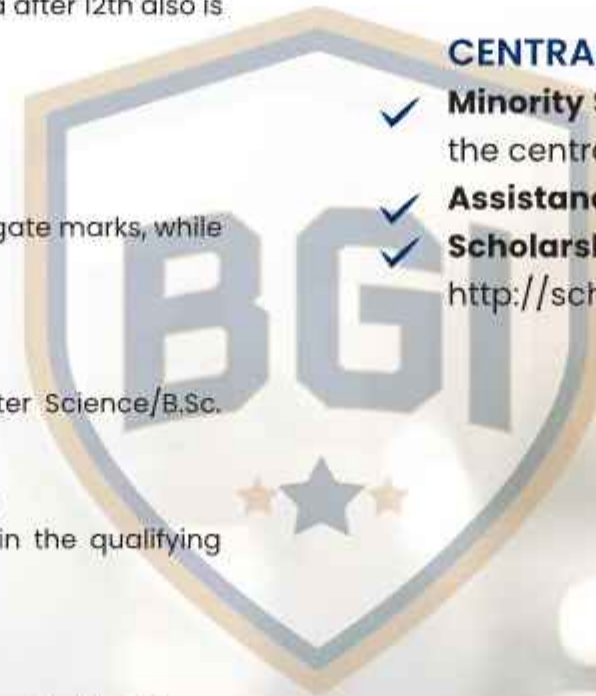 after 12th also is
gate marks, while
ter Science/B.Sc.
in the qualifying
CENTRA
Minority
the centr
Assistan
Scholars
http://sch
BGI